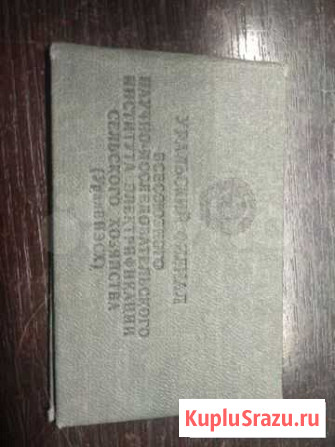 УРАЛЬСКИЙ ФИЛИАЛ
ВСЕСОЮЗНОГО
НАУЧНО-ИССЛЕДОВАТЕЛЬСКОГО
ИНСТИТУТА ЭЛЕКТРИФИКАЦИИ
СЕЛЬСКОГО ХОЗЯЙСТВА
KupluSrazu.ru